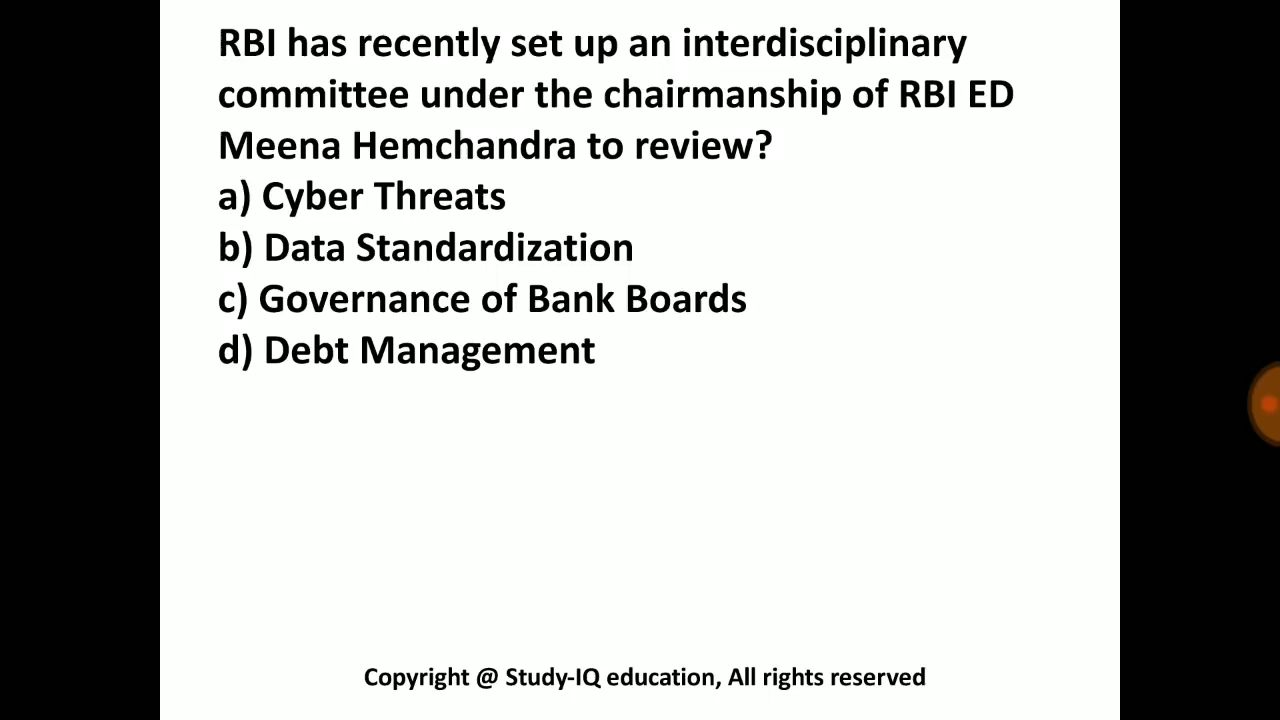 RBI has recently set up an interdisciplinary
committee under the chairmanship of RBI ED
Meena Hemchandra to review?
a) Cyber Threats
b) Data Standardization
c) Governance of Bank Boards
d) Debt Management
Copyright @ Study-IQ education, All rights reserved